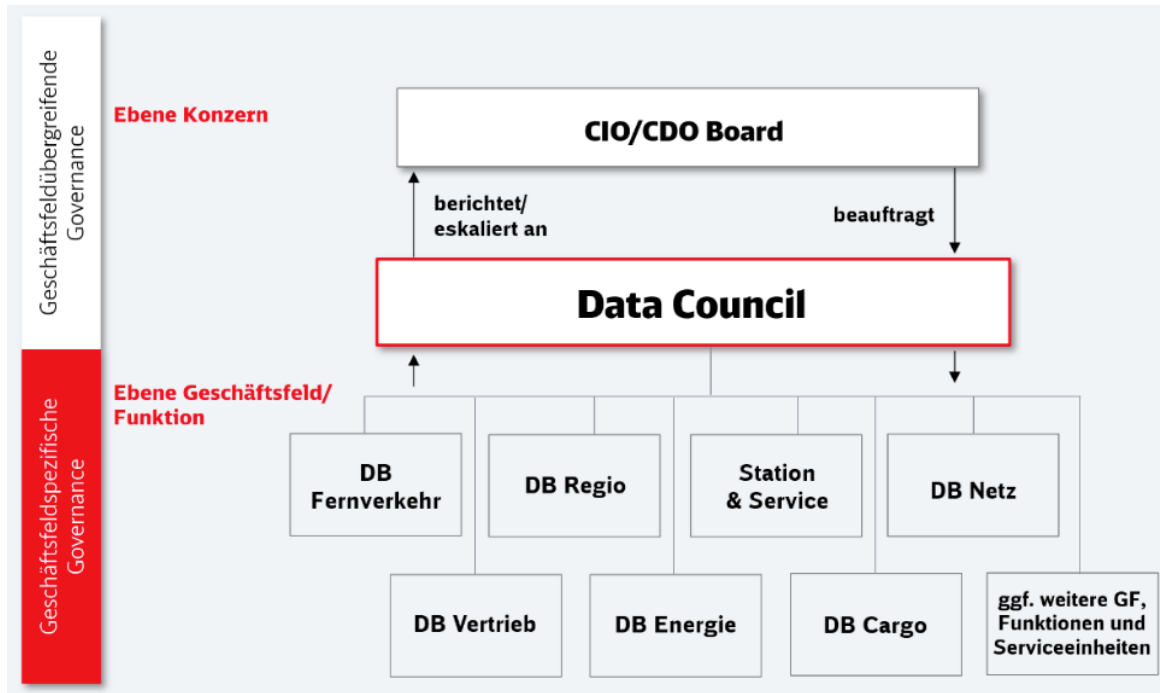 Geschäftsfeldübergreifende
Governance
Ebene Konzern
CIO/CDO Board
berichtet/
eskaliert an
beauftragt
Data Council
Geschäftsfeldspezifische
Governance
Ebene Geschäftsfeld/
Funktion
DB
Fernverkehr
DB Regio
Station
& Service
DB Netz
DB Vertrieb
DB Energie
DB Cargo
ggf. weitere GF,
Funktionen und
Serviceeinheiten